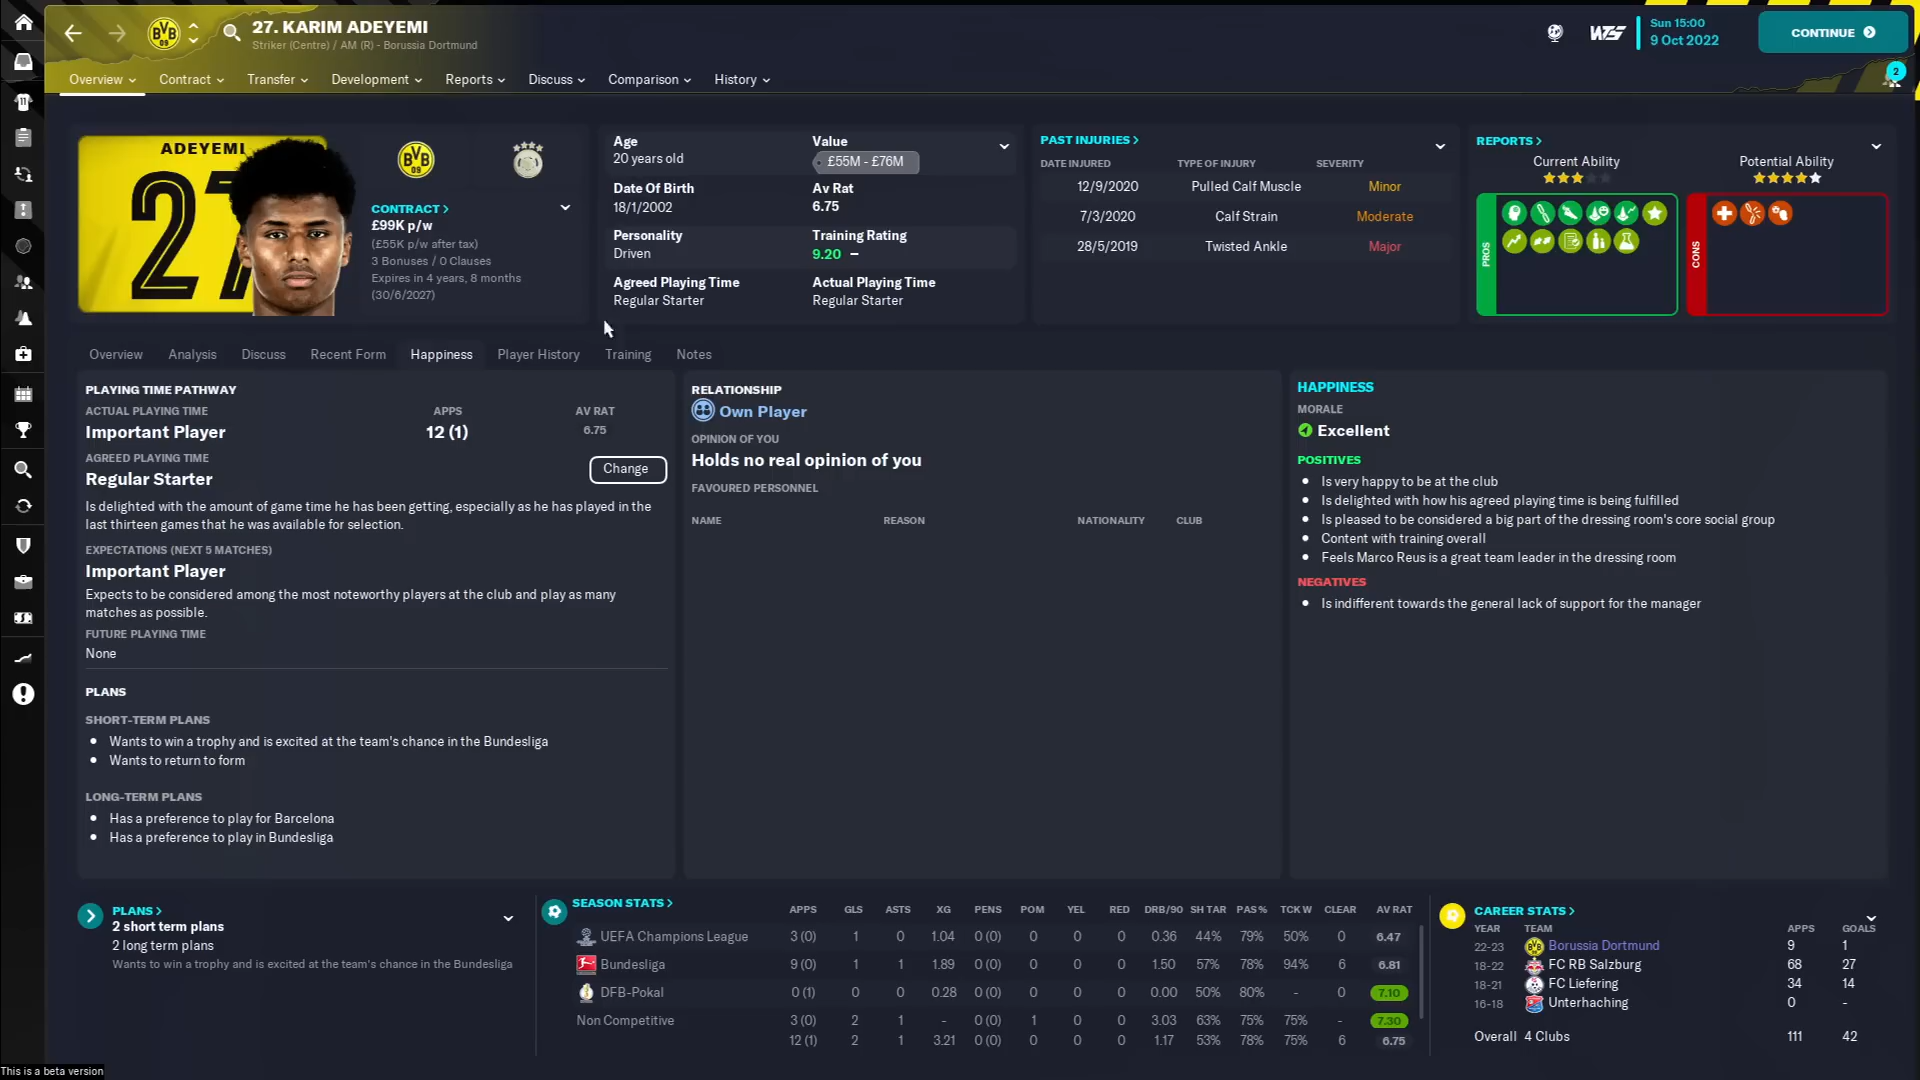 27. KARIM ADEYEMI
Striker (Centre) / AM (R) - Borussia Dortmund
Sun 15:00
9 Oct 2022
CONTINUE
2
Overview Contract Transfer Development Reports Discuss Comparison History
ADEYEMI
27
CONTRACT >
£99K p/w
(£55K p/w after tax)
3 Bonuses / 0 Clauses
Expires in 4 years, 8 months
(30/6/2027)
Age
20 years old
Value
£55M - £76M
Date Of Birth
18/1/2002
Av Rat
6.75
Personality
Driven
Training Rating
9.20 –
Agreed Playing Time
Regular Starter
Actual Playing Time
Regular Starter
PAST INJURIES >
DATE INJURED TYPE OF INJURY SEVERITY
12/9/2020 Pulled Calf Muscle Minor
7/3/2020 Calf Strain Moderate
28/5/2019 Twisted Ankle Major
REPORTS >
Current Ability
Potential Ability
PROS
CONS
Overview Analysis Discuss Recent Form Happiness Player History Training Notes
PLAYING TIME PATHWAY
ACTUAL PLAYING TIME APPS AV RAT
Important Player 12 (1) 6.75
AGREED PLAYING TIME
Regular Starter
Change
Is delighted with the amount of game time he has been getting, especially as he has played in the
last thirteen games that he was available for selection.
EXPECTATIONS (NEXT 5 MATCHES)
Important Player
Expects to be considered among the most noteworthy players at the club and play as many
matches as possible.
FUTURE PLAYING TIME
None
PLANS
SHORT-TERM PLANS
Wants to win a trophy and is excited at the team's chance in the Bundesliga
Wants to return to form
LONG-TERM PLANS
Has a preference to play for Barcelona
Has a preference to play in Bundesliga
RELATIONSHIP
Own Player
OPINION OF YOU
Holds no real opinion of you
FAVOURED PERSONNEL
NAME REASON NATIONALITY CLUB
HAPPINESS
MORALE
Excellent
POSITIVES
Is very happy to be at the club
Is delighted with how his agreed playing time is being fulfilled
Is pleased to be considered a big part of the dressing room's core social group
Content with training overall
Feels Marco Reus is a great team leader in the dressing room
NEGATIVES
Is indifferent towards the general lack of support for the manager
PLANS >
2 short term plans
2 long term plans
Wants to win a trophy and is excited at the team's chance in the Bundesliga
SEASON STATS >
APPS GLS ASTS XG PENS POM YEL RED DRB/90 SH TAR PAS % TCK W CLEAR AV RAT
UEFA Champions League 3 (0) 1 0 1.04 0 (0) 0 0 0 0.36 44% 79% 50% 0 6.47
Bundesliga 9 (0) 1 1 1.89 0 (0) 0 0 0 1.50 57% 78% 94% 6 6.81
DFB-Pokal 0 (1) 0 0 0.28 0 (0) 0 0 0 0.00 50% 80% - 0 7.10
Non Competitive 3 (0) 2 1 - 0 (0) 1 0 0 3.03 63% 75% 75% - 7.30
12 (1) 2 1 3.21 0 (0) 0 0 0 1.17 53% 78% 75% 6 6.75
CAREER STATS >
YEAR TEAM APPS GOALS
22-23 Borussia Dortmund 9 1
18-22 FC RB Salzburg 68 27
18-21 FC Liefering 34 14
16-18 Unterhaching 0 -
Overall 4 Clubs 111 42
This is a beta version